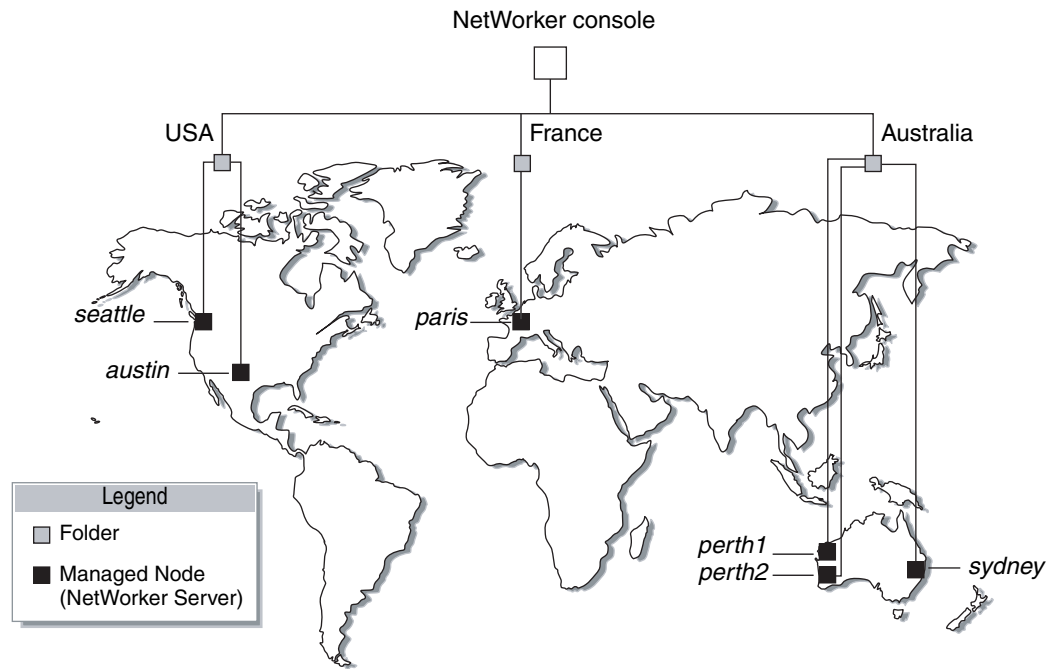 NetWorker console
USA
France
Australia
seattle
paris
austin
Legend
Folder
Managed Node
(NetWorker Server)
perth1
perth2
sydney